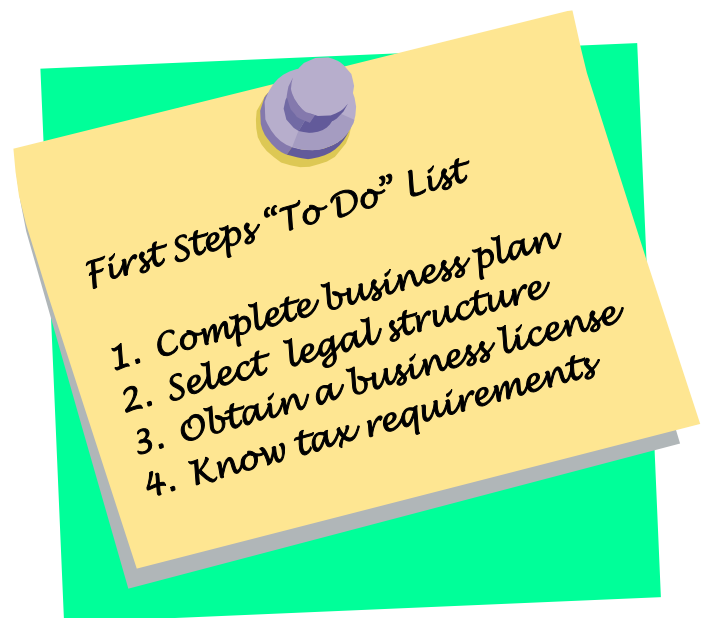 First Steps “To Do” List
1. Complete business plan
2. Select legal structure
3. Obtain a business license
4. Know tax requirements